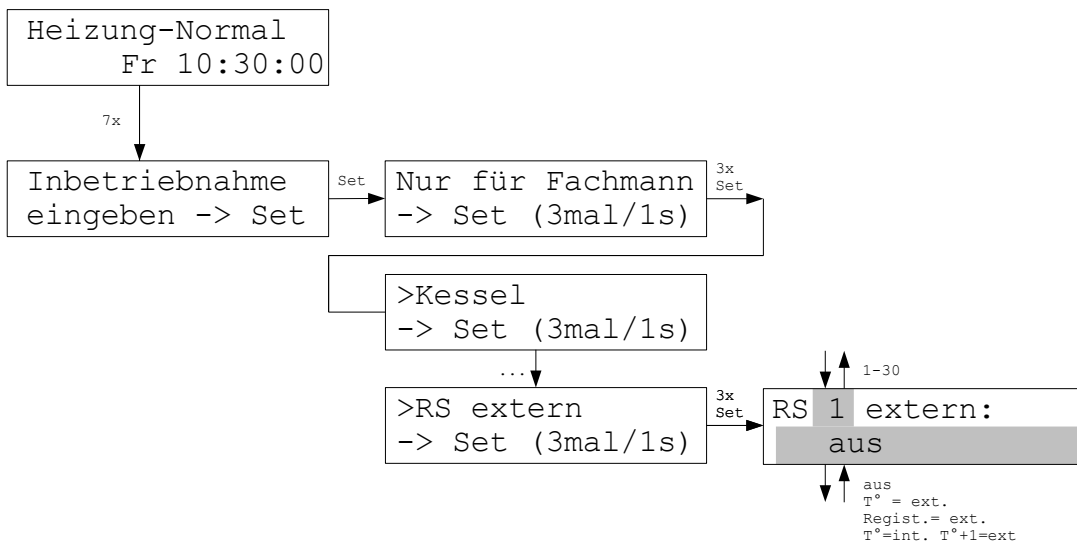 Heizung-Normal
Fr 10:30:00
7x
Inbetriebnahme
eingeben -> Set
Set
Nur für Fachmann
-> Set (3mal/1s)
3x
Set
>Kessel
-> Set (3mal/1s)
...
>RS extern
-> Set (3mal/1s)
3x
Set
1-30
RS 1 extern:
aus
aus
T° = ext.
Regist.= ext.
T°=int. T°+1=ext